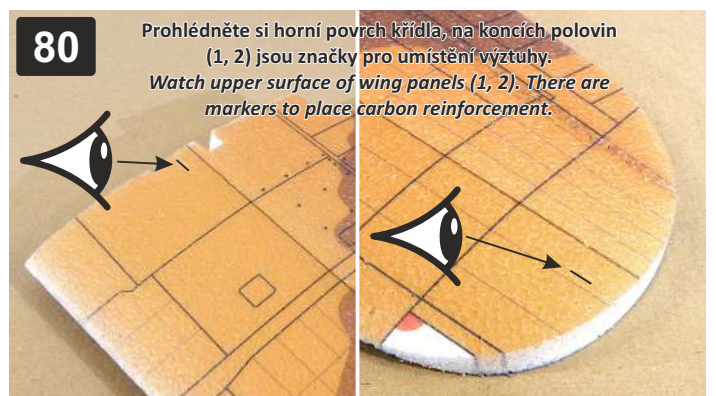 80
Prohlédněte si horní povrch křídla, na koncích polovin
(1, 2) jsou značky pro umístění výztuhy.
Watch upper surface of wing panels (1, 2). There are
markers to place carbon reinforcement.